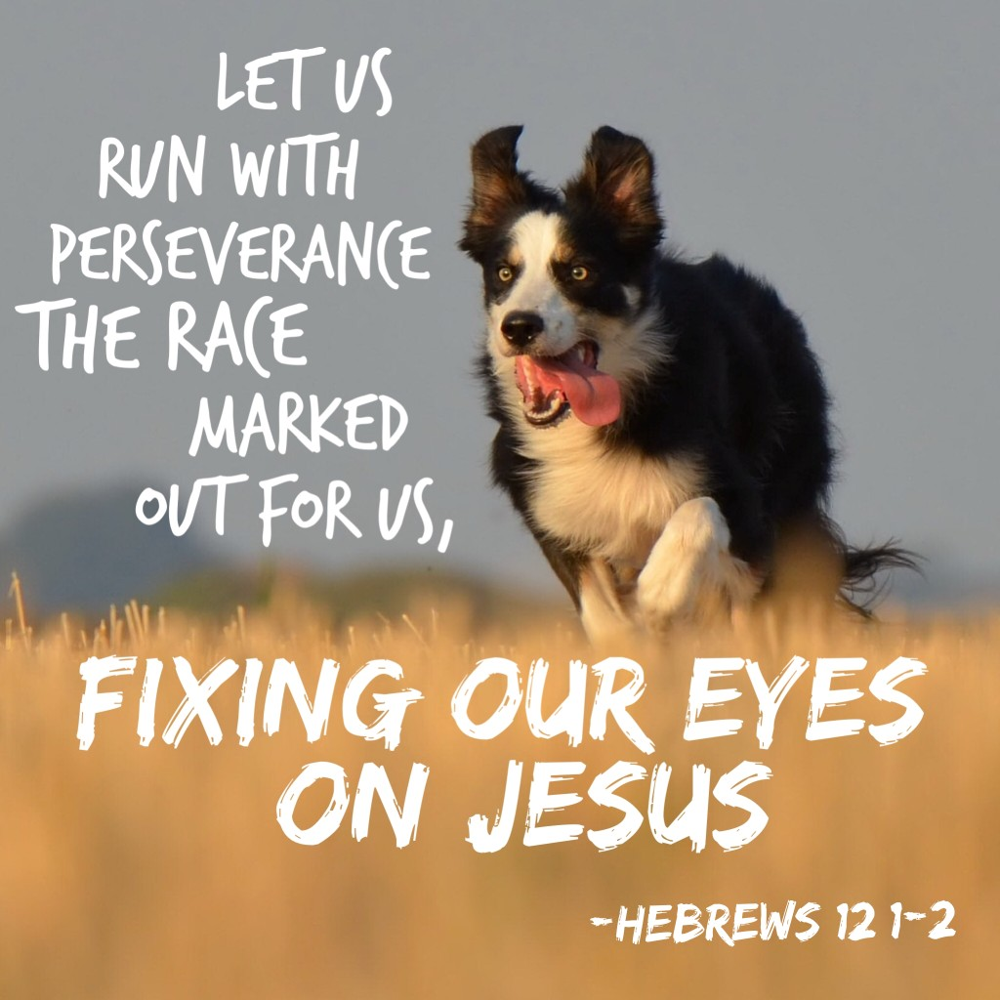 LET US
RUN WITH
PERSEVERANCE
THE RACE
MARKED
OUT FOR US,
FIXING OUR EYES
ON JESUS
-HEBREWS 12 1-2